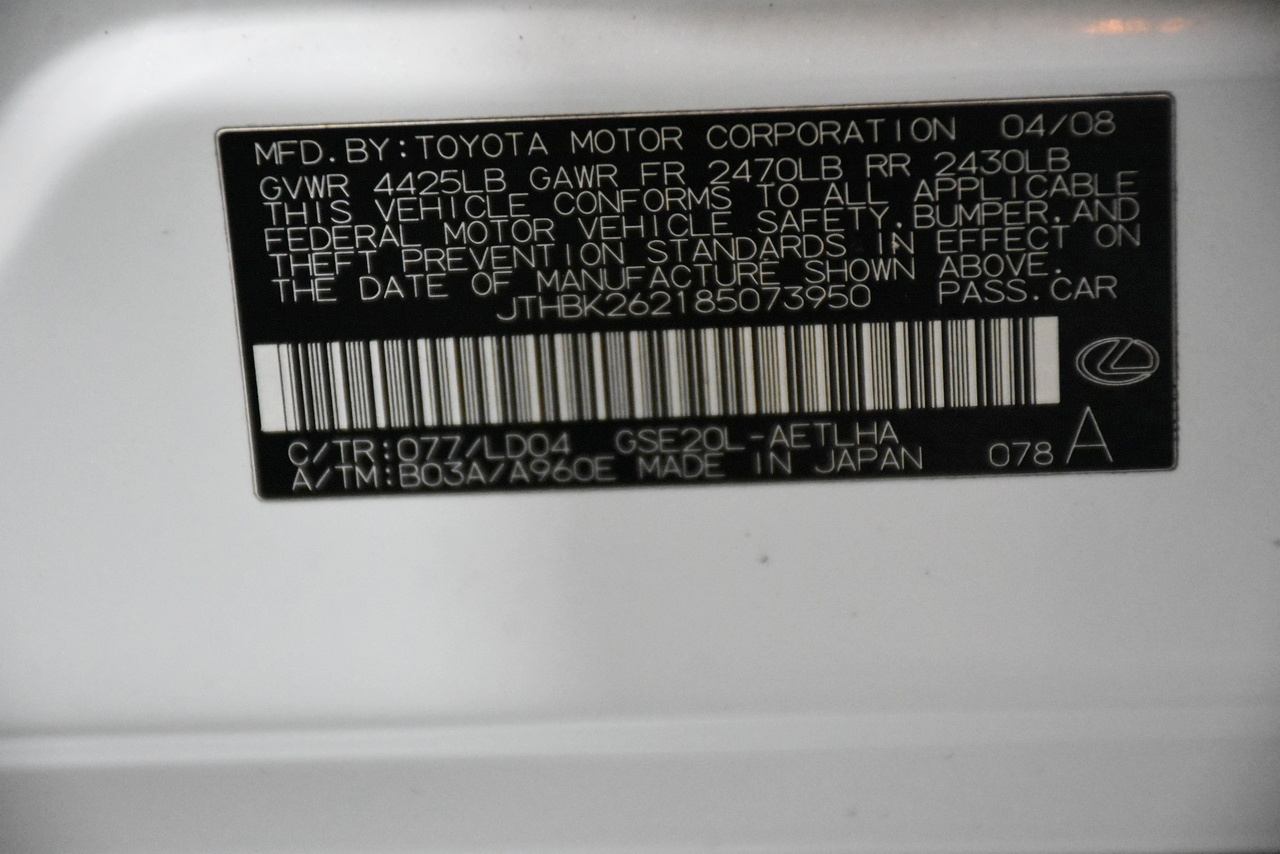 MFD.BY:TOYOTA MOTOR CORPORATION 04/08
GVWR 4425LB GAWR FR 2470LB RR 2430LB
THIS VEHICLE CONFORMS TO ALL APPLICABLE
FEDERAL MOTOR VEHICLE SAFETY,BUMPER,AND
THEFT PREVENTION STANDARDS IN EFFECT ON
THE DATE OF MANUFACTURE SHOWN ABOVE.
JTHBK262185073950 PASS.CAR
C/TR:077/LD04 GSE20L-AETLHA
A/TM:B03A/A960E MADE IN JAPAN 078 A